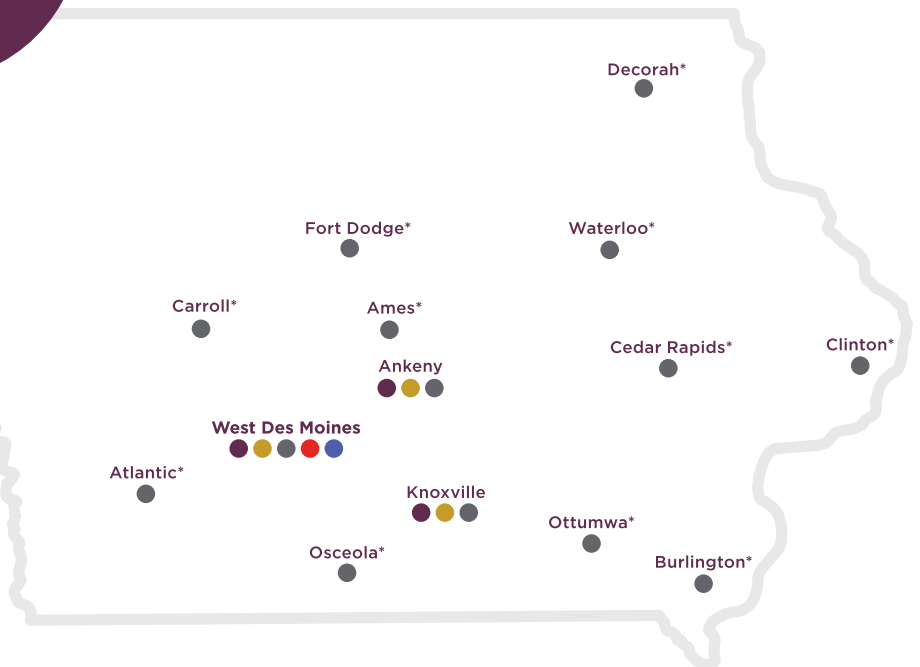 Decorah*
Fort Dodge*
Waterloo*
Carroll*
Ames*
Clinton*
Cedar Rapids*
Ankeny
West Des Moines
Atlantic*
Knoxville
Ottumwa*
Osceola*
Burlington*